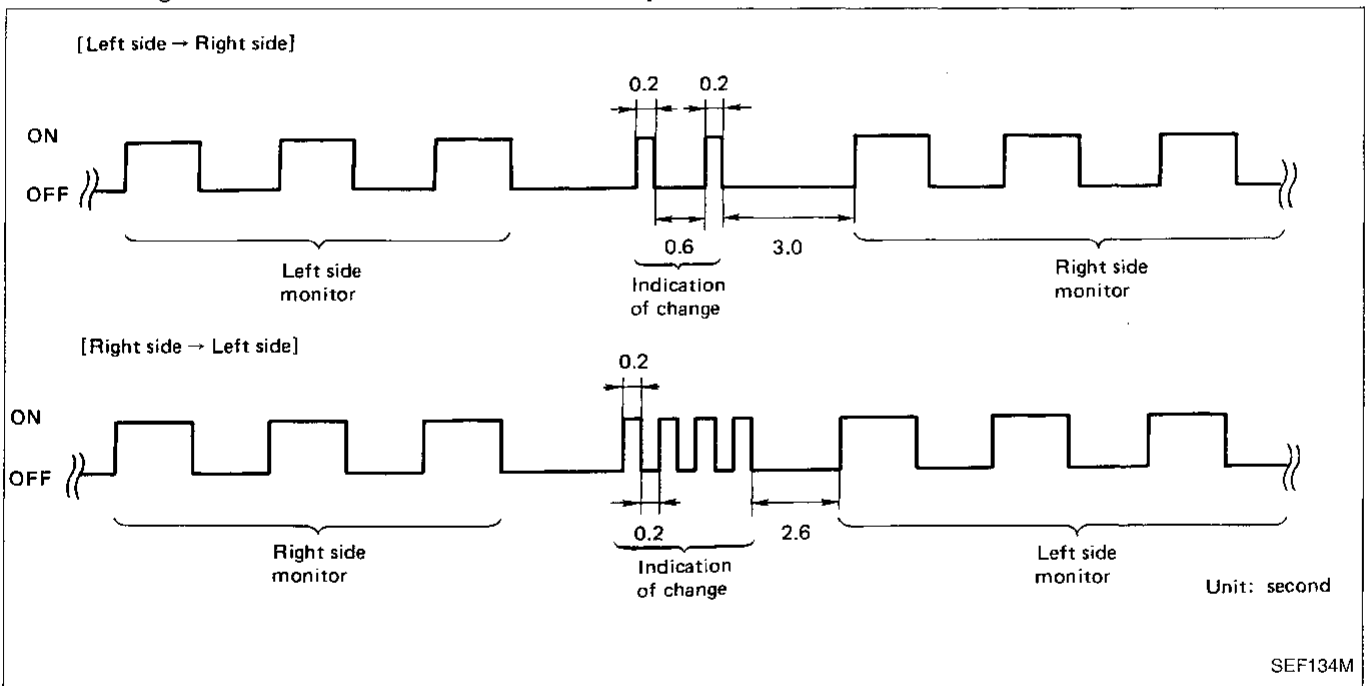 [Left side → Right side]
0.2 0.2
ON
OFF
0.6 3.0
Left side
monitor
Indication
of change
Right side
monitor
[Right side → Left side]
0.2
ON
OFF
0.2 2.6
Right side
monitor
Indication
of change
Left side
monitor
Unit: second
SEF134M